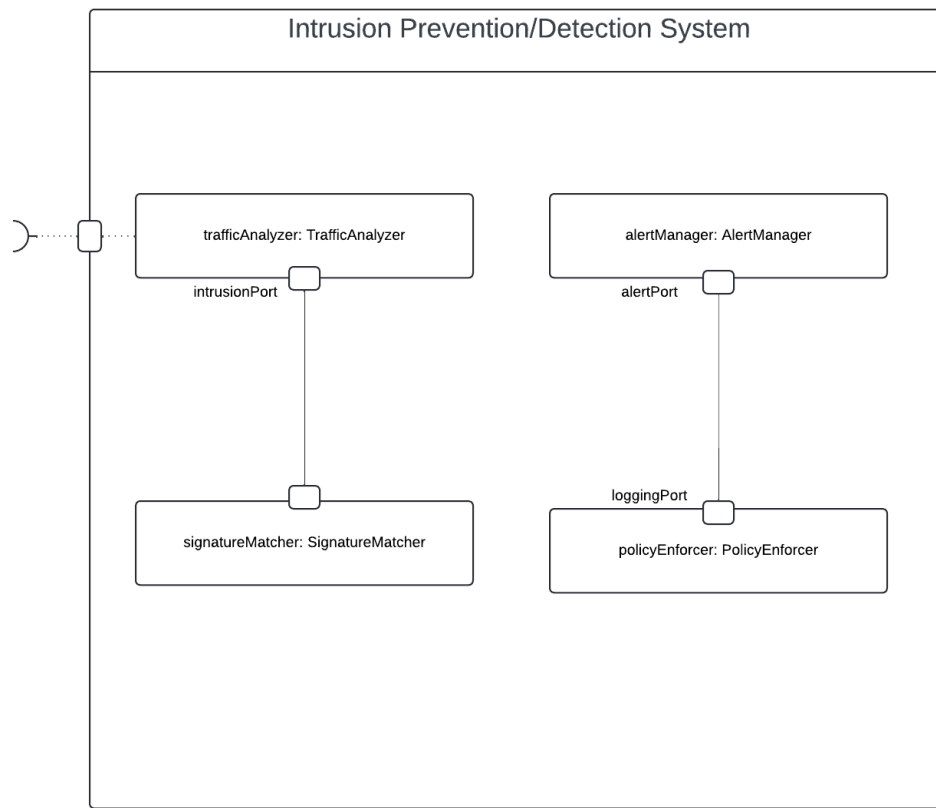 Intrusion Prevention/Detection System
trafficAnalyzer: TrafficAnalyzer
alertManager: AlertManager
intrusionPort
alertPort
loggingPort
signatureMatcher: SignatureMatcher
policyEnforcer: PolicyEnforcer